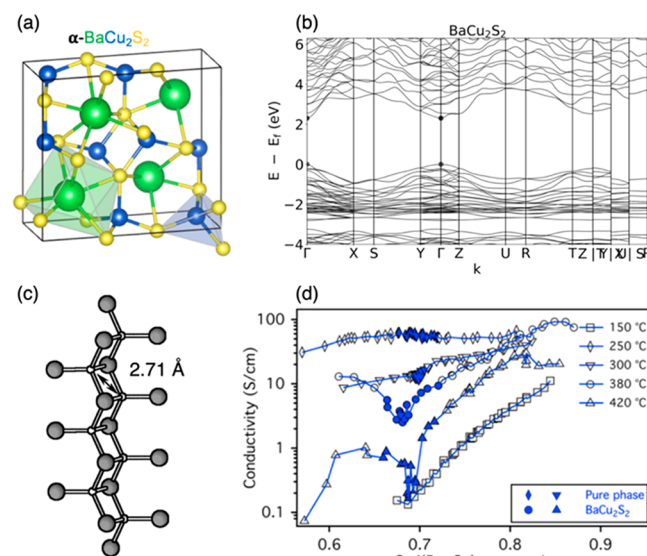 (a)
α-BaCu₂S₂
(b)
BaCu₂S₂
E − E_f (eV)
6
4
2
0
−2
−4
Γ X S Y Γ Z U R T Z
k
(c)
2.71 Å
(d)
Conductivity (S/cm)
100
10
1
0.1
0.6 0.7 0.8 0.9
150 °C
250 °C
300 °C
380 °C
420 °C
Pure phase
BaCu₂S₂